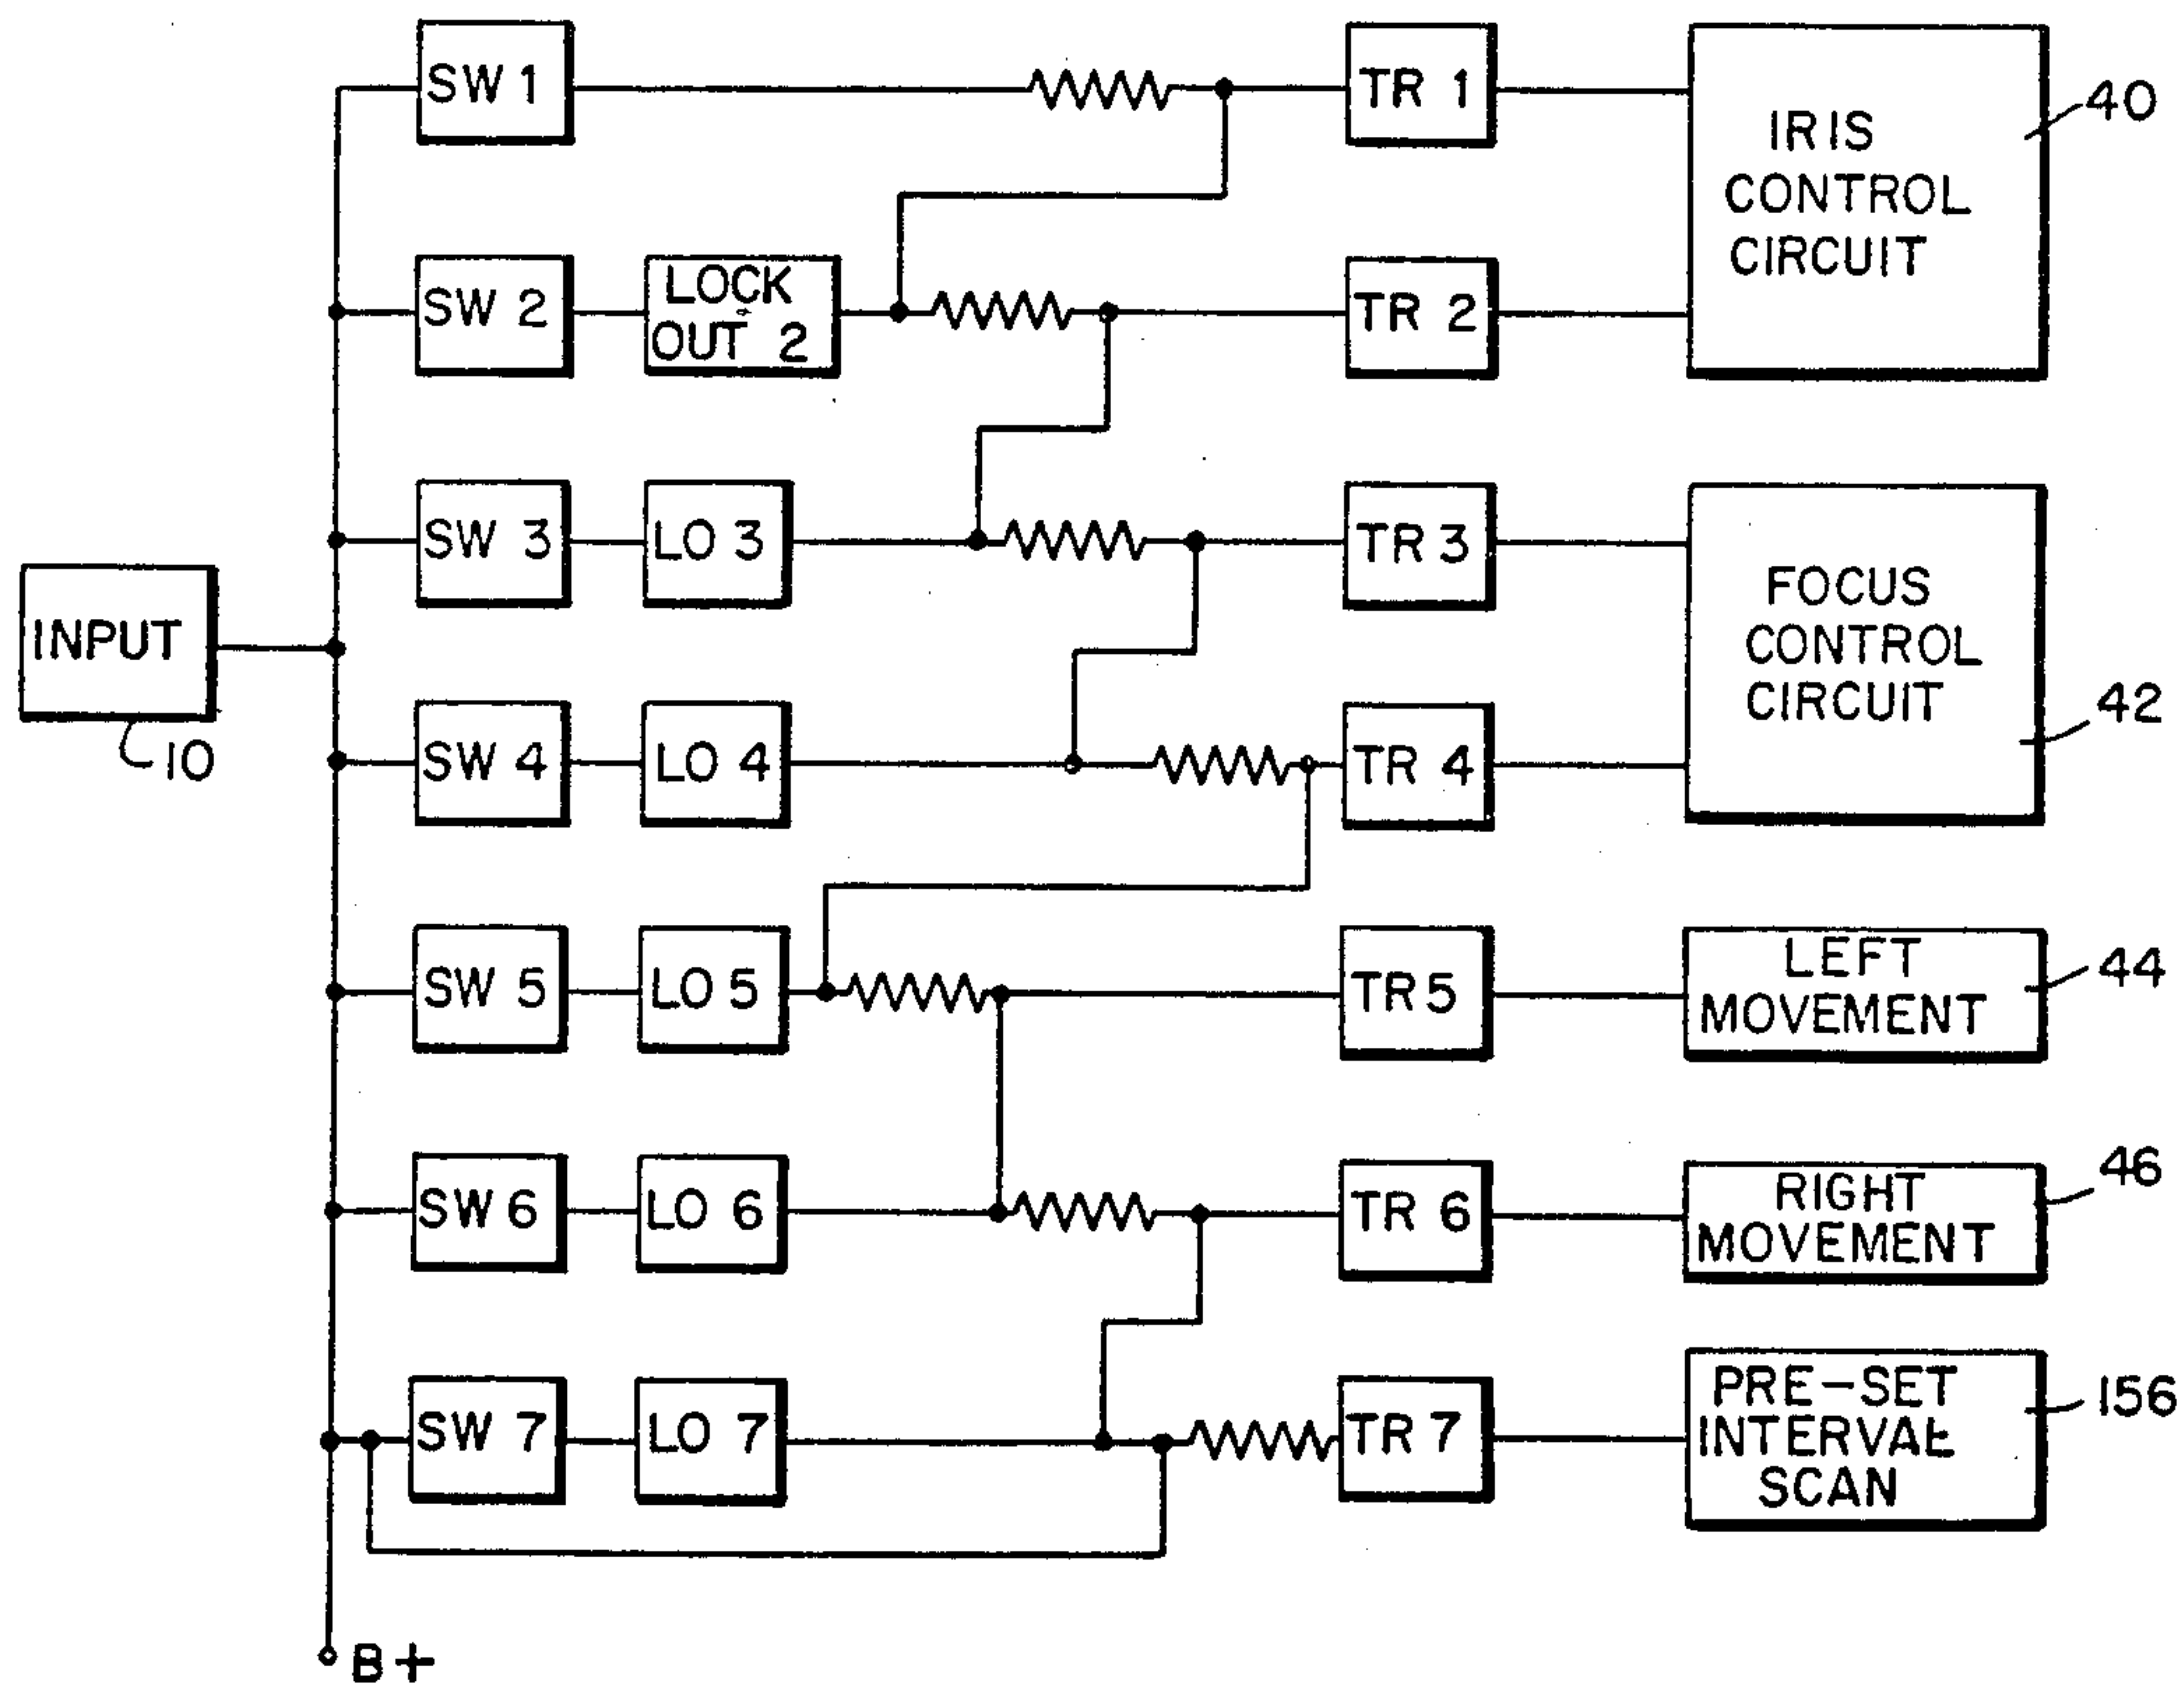 SW 1
TR 1
IRIS
CONTROL
CIRCUIT
40
SW 2
LOCK
OUT 2
TR 2
SW 3
LO 3
TR 3
FOCUS
CONTROL
CIRCUIT
42
INPUT
10
SW 4
LO 4
TR 4
SW 5
LO 5
TR 5
LEFT
MOVEMENT
44
SW 6
LO 6
TR 6
RIGHT
MOVEMENT
46
SW 7
LO 7
TR 7
PRE-SET
INTERVAL
SCAN
156
B+